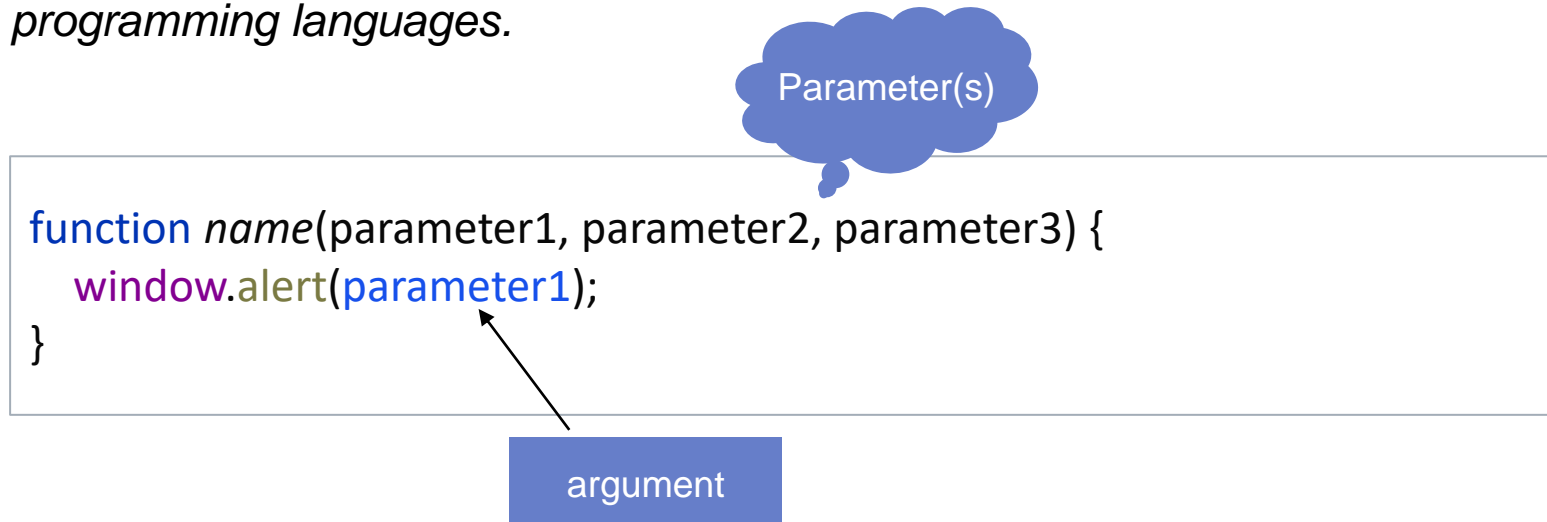 programming languages.
Parameter(s)
function name(parameter1, parameter2, parameter3) {
window.alert(parameter1);
}
argument